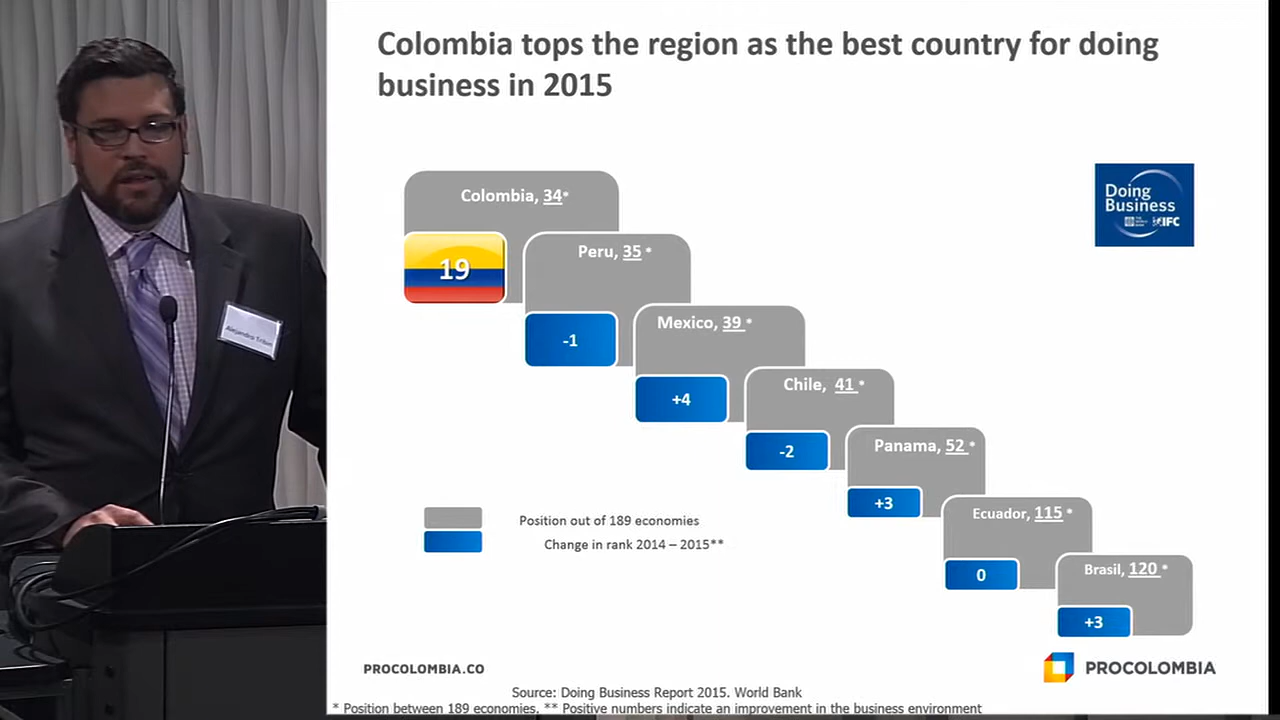 Colombia tops the region as the best country for doing
business in 2015
Doing
Business
IFC
Colombia, 34*
19
Peru, 35 *
-1
Mexico, 39 *
+4
Chile, 41 *
-2
Panama, 52 *
+3
Ecuador, 115 *
0
Brasil, 120 *
+3
Position out of 189 economies
Change in rank 2014 – 2015**
Alejandro
PROCOLOMBIA.CO
PROCOLOMBIA
Source: Doing Business Report 2015. World Bank
* Position between 189 economies. ** Positive numbers indicate an improvement in the business environment